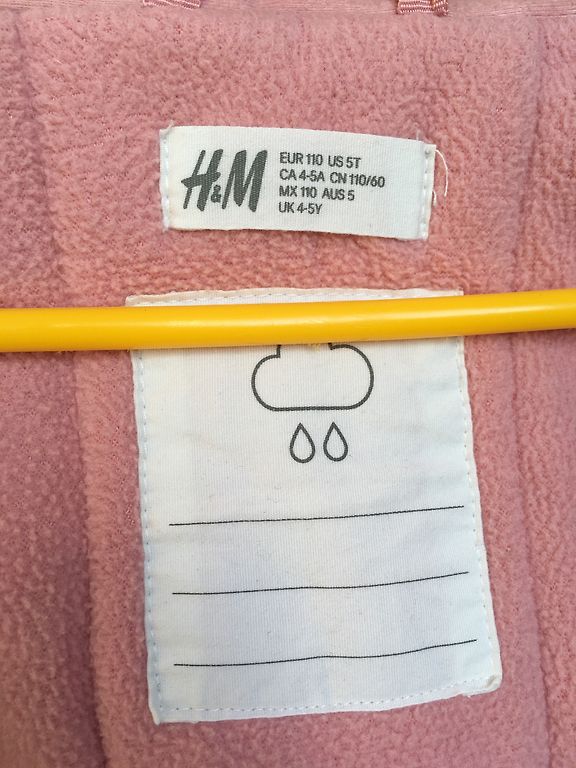 H&M
EUR 110 US 5T
CA 4-5A CN 110/60
MX 110 AUS 5
UK 4-5Y